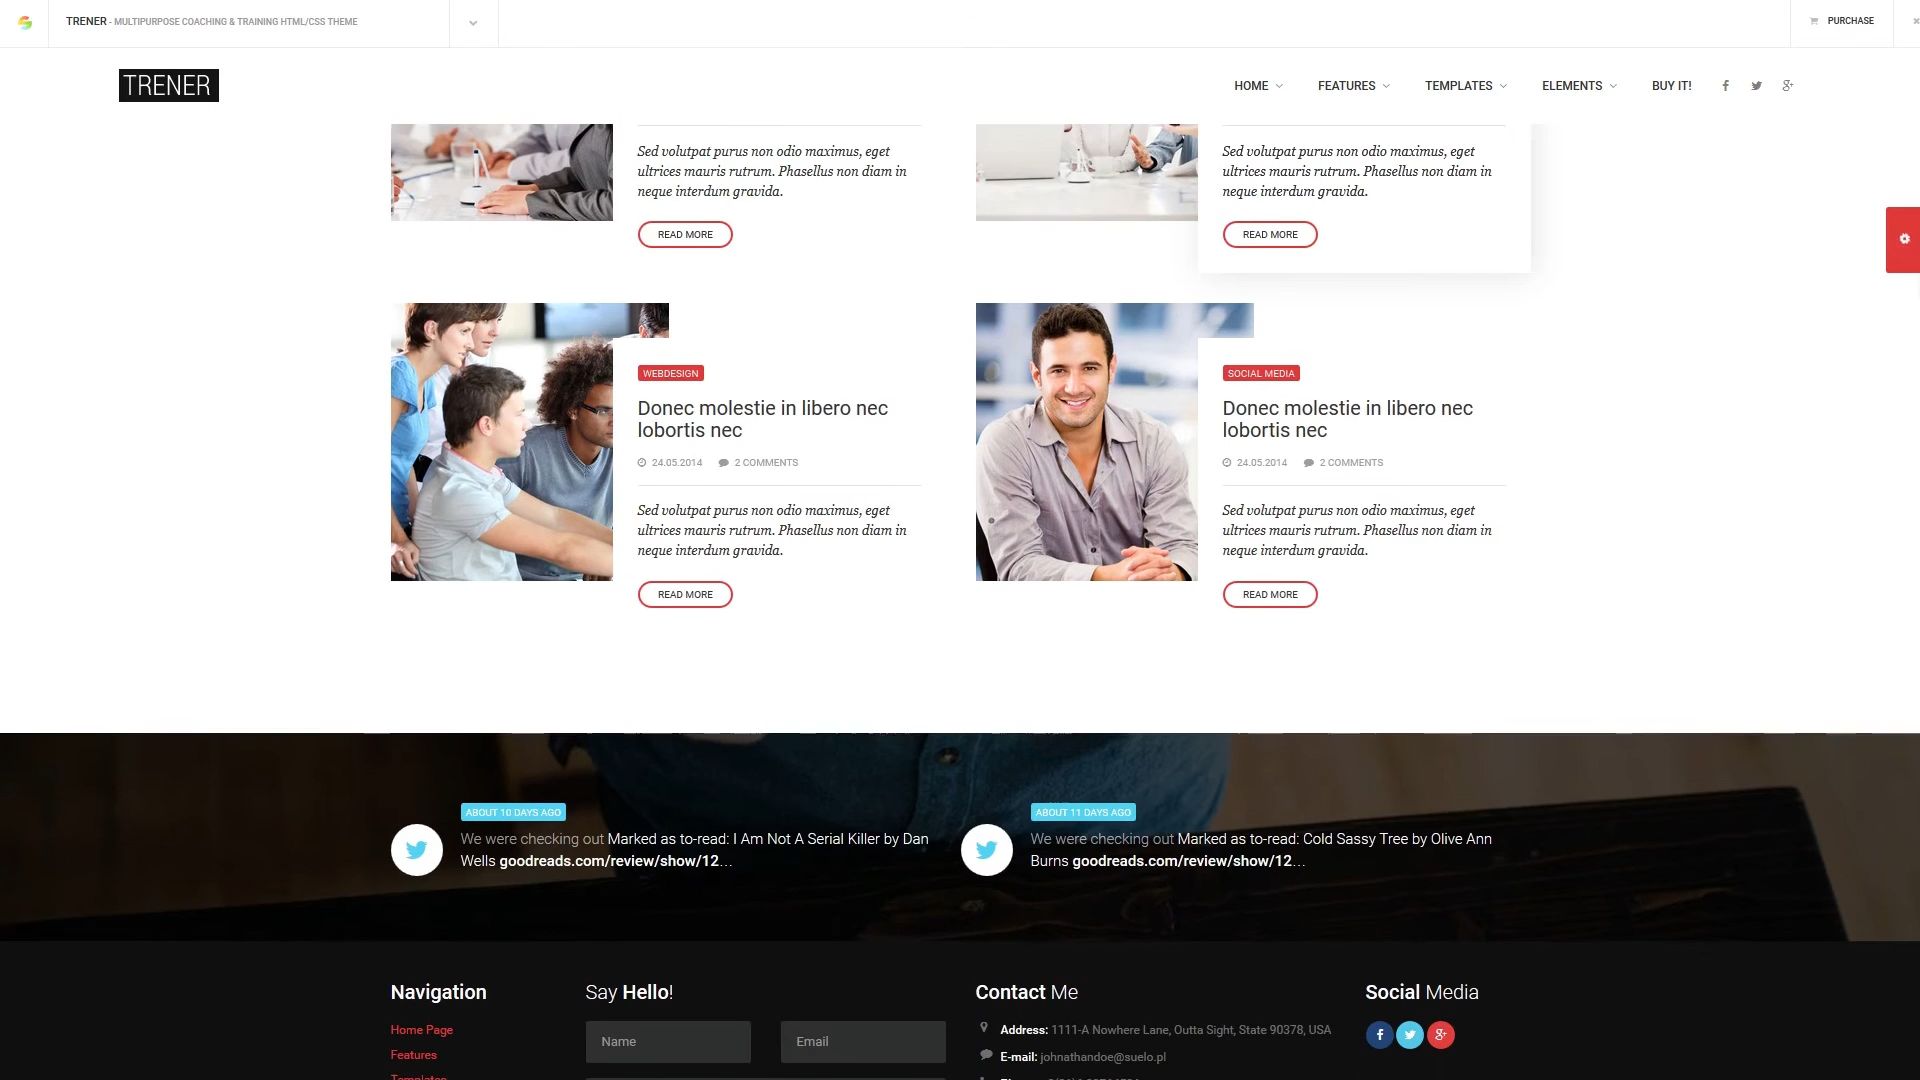 TRENER - MULTIPURPOSE COACHING & TRAINING HTML/CSS THEME
PURCHASE
TRENER
HOME
FEATURES
TEMPLATES
ELEMENTS
BUY IT!
Sed volutpat purus non odio maximus, eget
ultrices mauris rutrum. Phasellus non diam in
neque interdum gravida.
READ MORE
Sed volutpat purus non odio maximus, eget
ultrices mauris rutrum. Phasellus non diam in
neque interdum gravida.
READ MORE
WEBDESIGN
Donec molestie in libero nec
lobortis nec
24.05.2014 2 COMMENTS
Sed volutpat purus non odio maximus, eget
ultrices mauris rutrum. Phasellus non diam in
neque interdum gravida.
READ MORE
SOCIAL MEDIA
Donec molestie in libero nec
lobortis nec
24.05.2014 2 COMMENTS
Sed volutpat purus non odio maximus, eget
ultrices mauris rutrum. Phasellus non diam in
neque interdum gravida.
READ MORE
ABOUT 10 DAYS AGO
We were checking out Marked as to-read: I Am Not A Serial Killer by Dan
Wells goodreads.com/review/show/12...
ABOUT 11 DAYS AGO
We were checking out Marked as to-read: Cold Sassy Tree by Olive Ann
Burns goodreads.com/review/show/12...
Navigation
Home Page
Features
Templates
Say Hello!
Name
Email
Contact Me
Address: 1111-A Nowhere Lane, Outta Sight, State 90378, USA
E-mail: johnathandoe@suelo.pl
Social Media